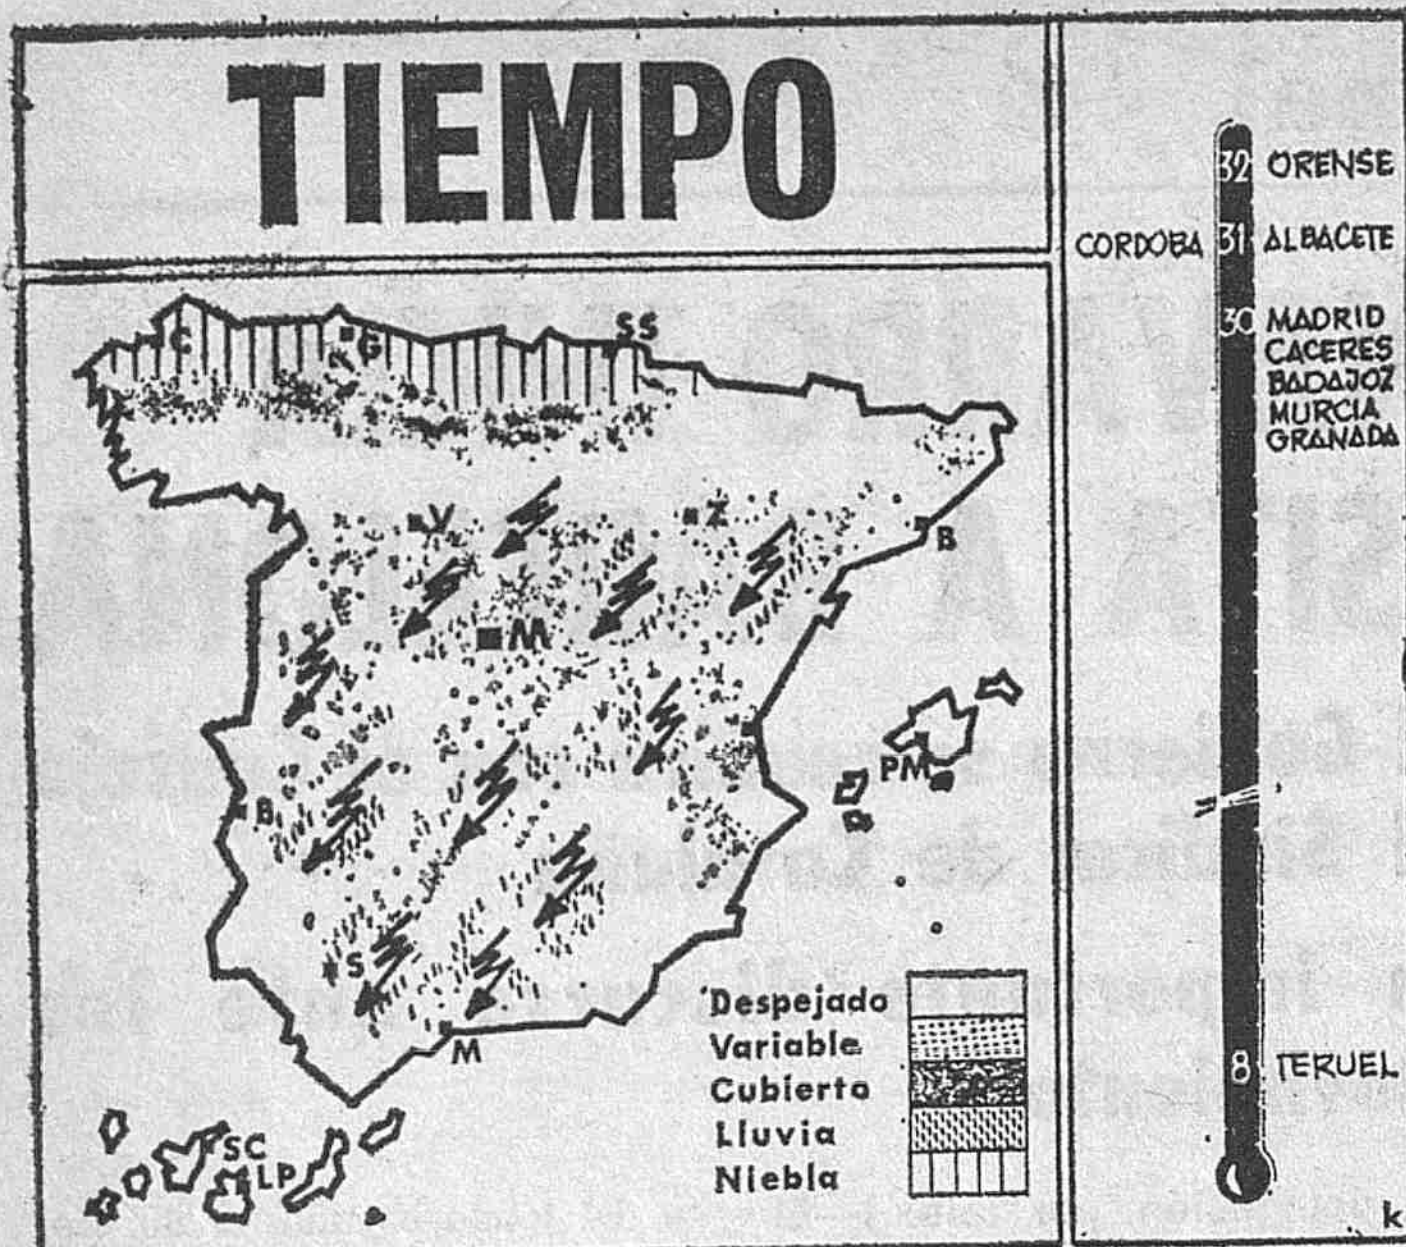 TIEMPO
C
G
SS
V
Z
B
M
PM
B
S
M
SC
LP
Despejado
Variable
Cubierto
Lluvia
Niebla
32 ORENSE
CORDOBA 31 ALBACETE
30 MADRID
CACERES
BADAJOZ
MURCIA
GRANADA
8 TERUEL
k